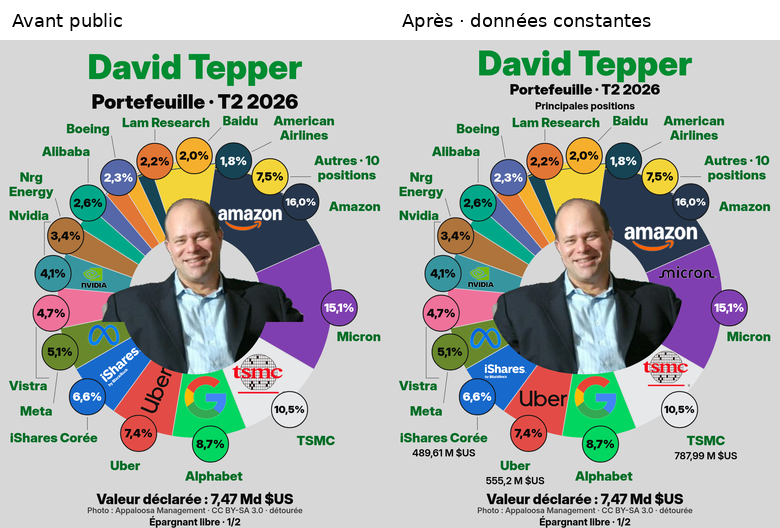 Avant public
David Tepper
Portefeuille · T2 2026
Lam Research
Baidu
American
Airlines
Boeing
Alibaba
Autres · 10
positions
Nrg
Energy
Nvidia
Amazon
2,3%
2,2%
2,0%
1,8%
7,5%
2,6%
16,0%
amazon
3,4%
4,1%
NVIDIA
4,7%
15,1%
Micron
5,1%
iShares
by BlackRock
tsmc
Vistra
Meta
6,6%
Uber
10,5%
iShares Corée
7,4%
8,7%
TSMC
Uber
Alphabet
Valeur déclarée : 7,47 Md $US
Photo : Appaloosa Management · CC BY-SA 3.0 · détourée
Épargnant libre · 1/2
Après · données constantes
David Tepper
Portefeuille · T2 2026
Principales positions
Lam Research
Baidu
American
Airlines
Boeing
Alibaba
Autres · 10
positions
Nrg
Energy
Nvidia
Amazon
2,3%
2,2%
2,0%
1,8%
7,5%
2,6%
16,0%
amazon
3,4%
4,1%
NVIDIA
micron
4,7%
15,1%
Micron
5,1%
iShares
by BlackRock
tsmc
Vistra
Meta
6,6%
Uber
10,5%
iShares Corée
489,61 M $US
7,4%
8,7%
TSMC
787,99 M $US
Uber
555,2 M $US
Alphabet
Valeur déclarée : 7,47 Md $US
Photo : Appaloosa Management · CC BY-SA 3.0 · détourée
Épargnant libre · 1/2